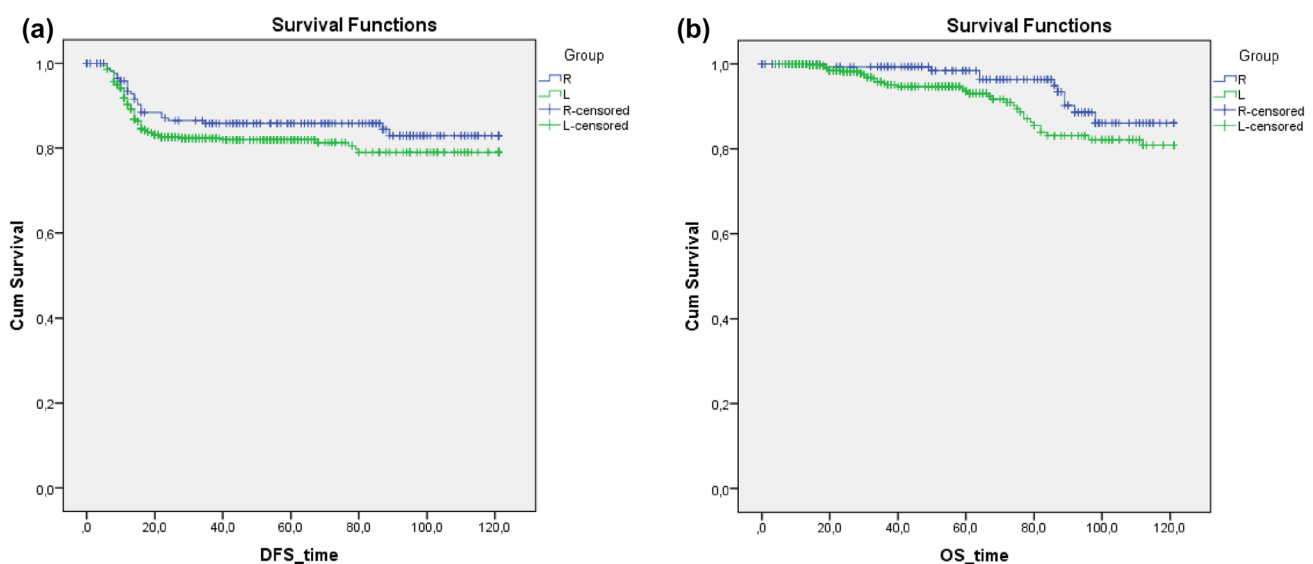 (a)
Survival Functions
Group
R
L
R-censored
L-censored
Cum Survival
1,0
0,8
0,6
0,4
0,2
0,0
,0 20,0 40,0 60,0 80,0 100,0 120,0
DFS_time
(b)
Survival Functions
Group
R
L
R-censored
L-censored
Cum Survival
1,0
0,8
0,6
0,4
0,2
0,0
,0 20,0 40,0 60,0 80,0 100,0 120,0
OS_time